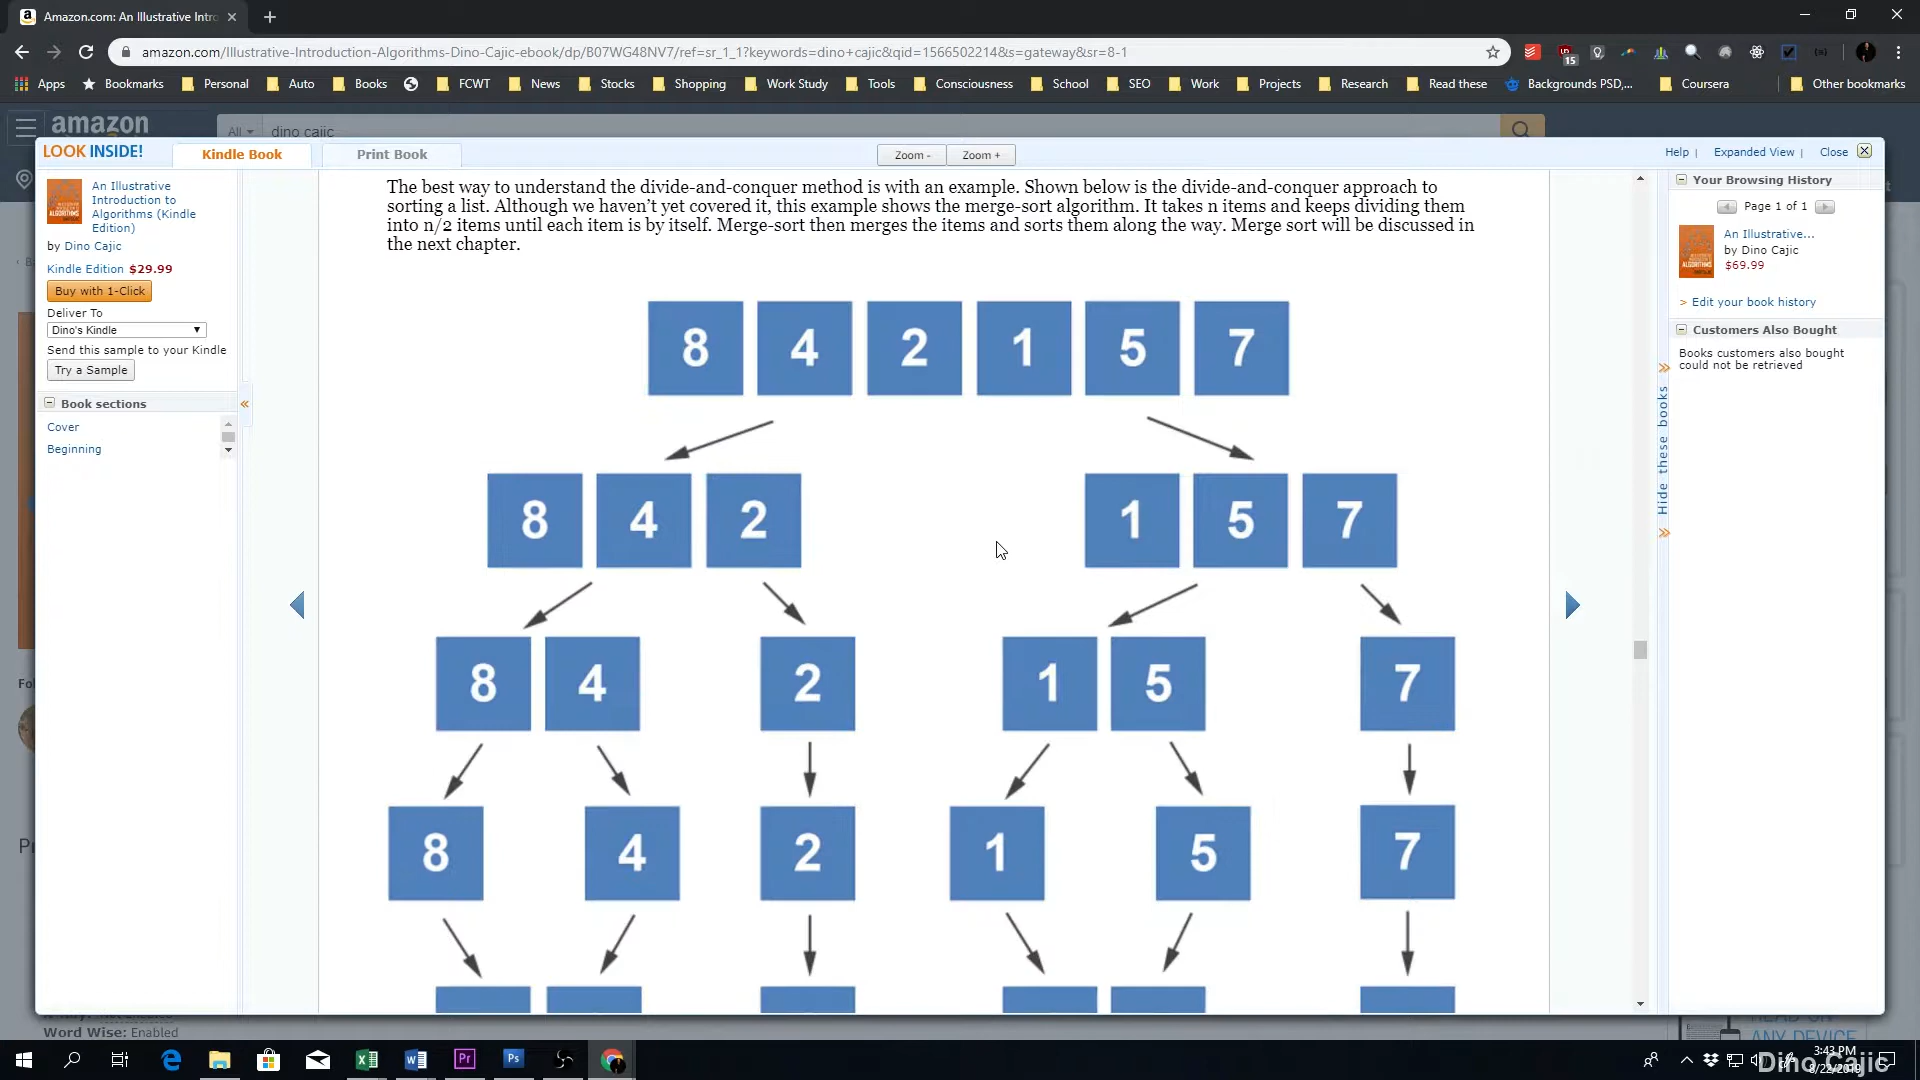 Amazon.com: An Illustrative Intro
amazon.com/Illustrative-Introduction-Algorithms-Dino-Cajic-ebook/dp/B07WG48NV7/ref=sr_1_1?keywords=dino+cajic&qid=1566502214&s=gateway&sr=8-1
15
Apps Bookmarks Personal Auto Books FCWT News Stocks Shopping Work Study Tools Consciousness School SEO Work Projects Research Read these Backgrounds PSD,... Coursera Other bookmarks
amazon
All dino cajic
LOOK INSIDE!
Kindle Book
Print Book
Zoom -
Zoom +
Help |
Expanded View |
Close
An Illustrative
Introduction to
Algorithms (Kindle
Edition)
by Dino Cajic
Kindle Edition $29.99
Buy with 1-Click
Deliver To
Dino's Kindle
Send this sample to your Kindle
Try a Sample
Book sections
Cover
Beginning
The best way to understand the divide-and-conquer method is with an example. Shown below is the divide-and-conquer approach to
sorting a list. Although we haven't yet covered it, this example shows the merge-sort algorithm. It takes n items and keeps dividing them
into n/2 items until each item is by itself. Merge-sort then merges the items and sorts them along the way. Merge sort will be discussed in
the next chapter.
8 4 2 1 5 7
8 4 2 1 5 7
8 4 2 1 5 7
8 4 2 1 5 7
Your Browsing History
Page 1 of 1
An Illustrative...
by Dino Cajic
$69.99
> Edit your book history
Customers Also Bought
Books customers also bought
could not be retrieved
Hide these books
Word Wise: Enabled
ANY DEVICE
3:43 PM
Dino Cajic